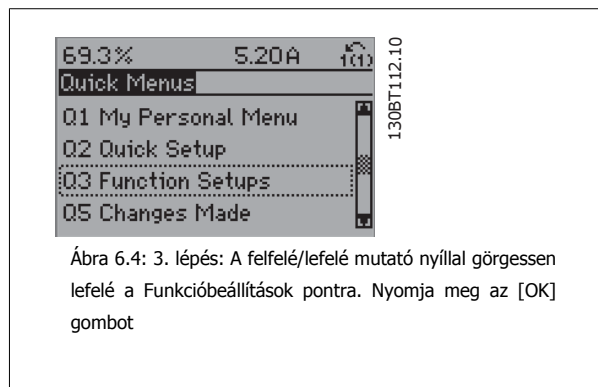 69.3% 5.20A 1(1)
Quick Menus
Q1 My Personal Menu
Q2 Quick Setup
Q3 Function Setups
Q5 Changes Made
130BT112.10
Ábra 6.4: 3. lépés: A felfelé/lefelé mutató nyíllal görgessen
lefelé a Funkcióbeállítások pontra. Nyomja meg az [OK]
gombot